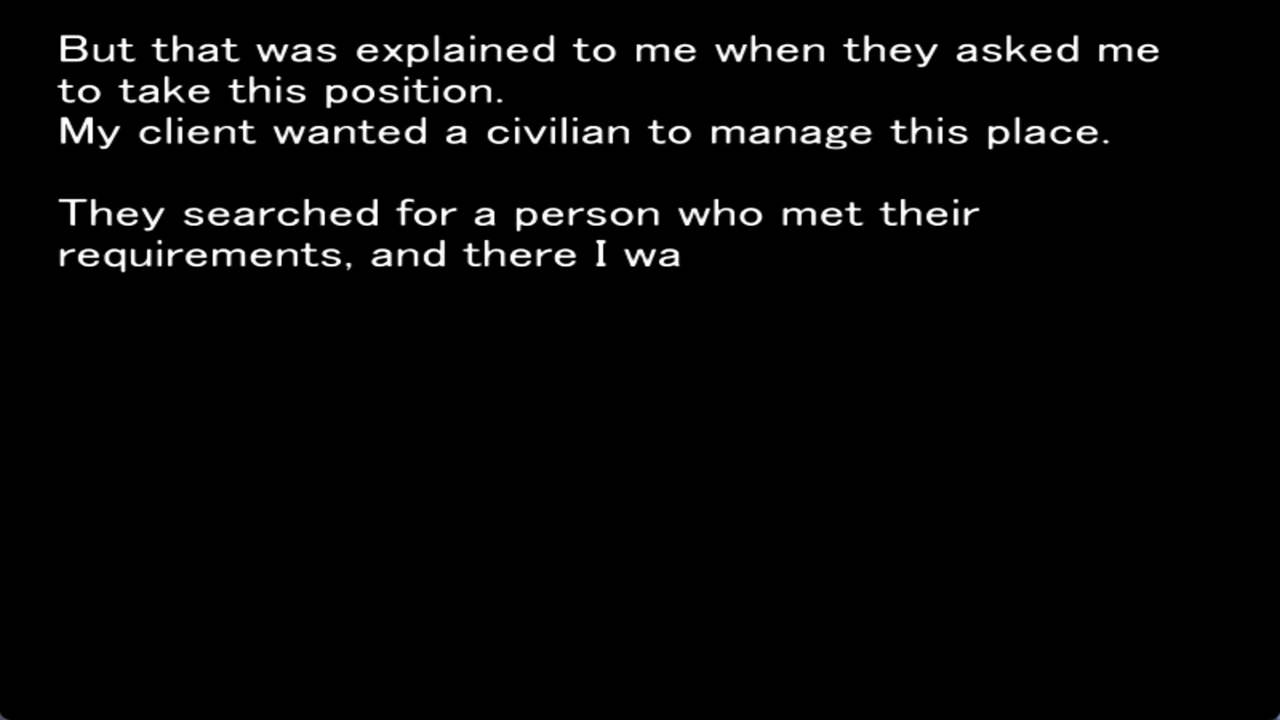 But that was explained to me when they asked me
to take this position.
My client wanted a civilian to manage this place.
They searched for a person who met their
requirements, and there I wa